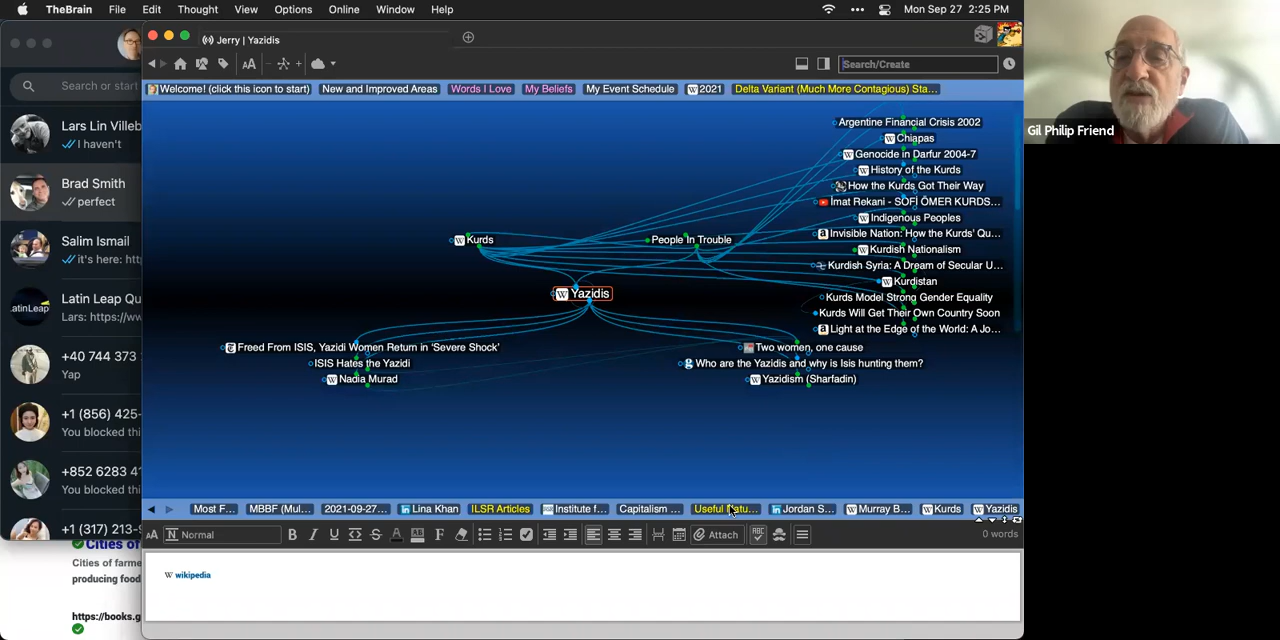 TheBrain File Edit Thought View Options Online Window Help Mon Sep 27 2:25 PM
Jerry | Yazidis
Search or start
Search/Create
Welcome! (click this icon to start) New and Improved Areas Words I Love My Beliefs My Event Schedule W 2021 Delta Variant (Much More Contagious) Sta...
Lars Lin Villeb
I haven't
Brad Smith
perfect
Salim Ismail
it's here: htt
Latin Leap Qu
Lars: https://ww
LatinLeap
+40 744 373
Yap
+1 (856) 425-
You blocked thi
+852 6283 41
You blocked thi
+1 (317) 213-9
Argentine Financial Crisis 2002
W Chiapas
W Genocide in Darfur 2004-7
W History of the Kurds
How the Kurds Got Their Way
İmat Rekani - SOFÎ ÖMER KURDS...
W Indigenous Peoples
a Invisible Nation: How the Kurds' Qu...
W Kurdish Nationalism
Kurdish Syria: A Dream of Secular U...
W Kurdistan
Kurds Model Strong Gender Equality
Kurds Will Get Their Own Country Soon
a Light at the Edge of the World: A Jo...
W Kurds
People In Trouble
W Yazidis
Freed From ISIS, Yazidi Women Return in ‘Severe Shock’
ISIS Hates the Yazidi
W Nadia Murad
Two women, one cause
g Who are the Yazidis and why is Isis hunting them?
W Yazidism (Sharfadin)
Most F... MBBF (Mul... 2021-09-27... in Lina Khan ILSR Articles Institute f... Capitalism ... Useful Natu... in Jordan S... W Murray B... W Kurds W Yazidis
AA N Normal B I U S A F Attach ABC 0 words
W wikipedia
Cities of
Cities of farme
producing food
https://books.g
Gil Philip Friend